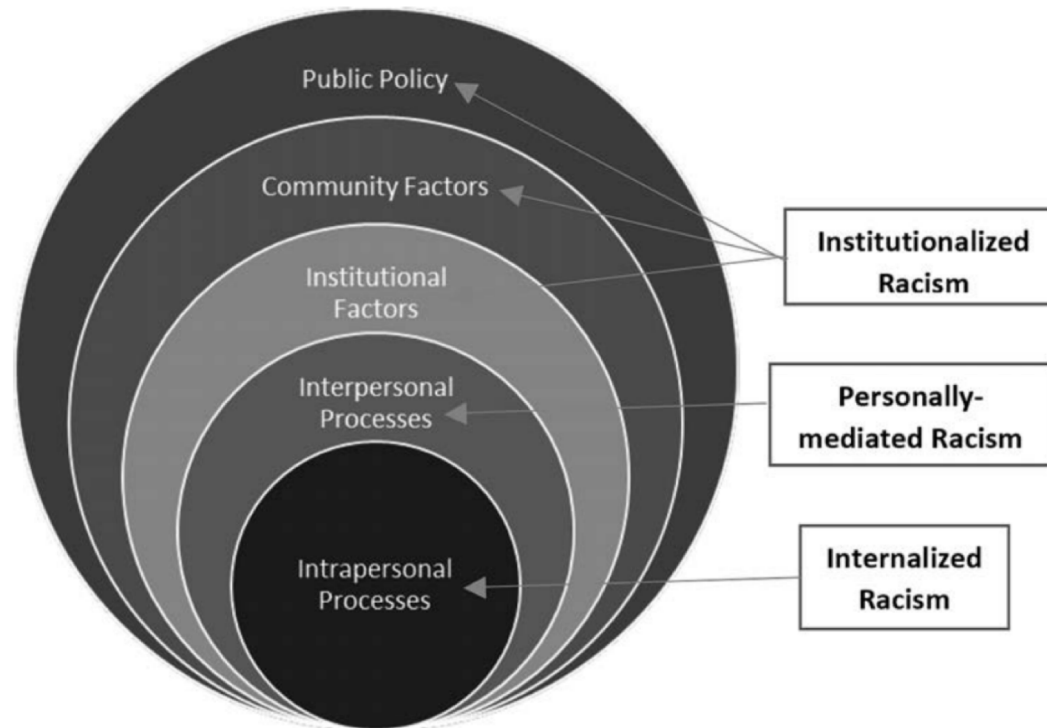 Public Policy
Community Factors
Institutional
Factors
Interpersonal
Processes
Intrapersonal
Processes
Institutionalized
Racism
Personally-
mediated Racism
Internalized
Racism